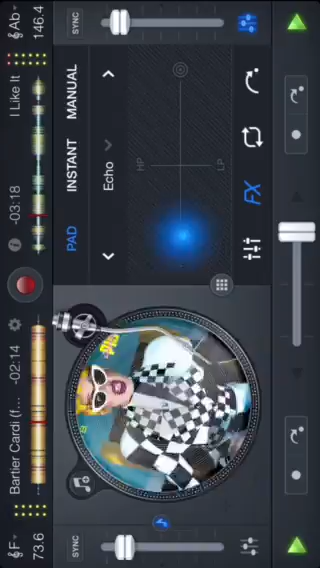 73.6
F
Bartier Cardi (f...
-02:14
-03:18
I Like It
Ab
146.4
SYNC
SYNC
PAD
INSTANT
MANUAL
Echo
HP
LP
FX